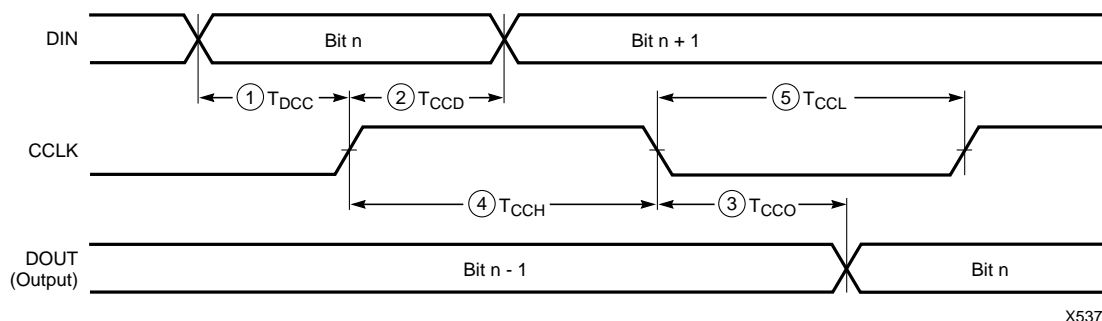 DIN
Bit n
Bit n + 1
1 TDCC
2 TCCD
5 TCCL
CCLK
4 TCCH
3 TCCO
DOUT
(Output)
Bit n - 1
Bit n
X537